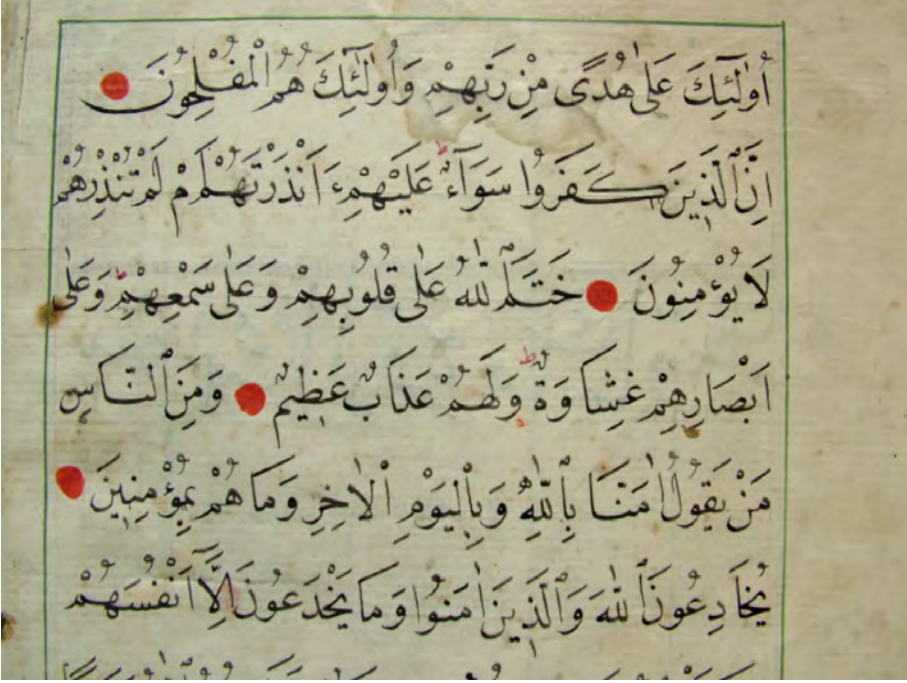 اُولٰٓئِكَ عَلٰى هُدًى مِنْ رَبِّهِمْ وَاُولٰٓئِكَ هُمُ الْمُفْلِحُونَ
اِنَّ الَّذِينَ كَفَرُوا سَوَآءٌ عَلَيْهِمْ ءَاَنْذَرْتَهُمْ اَمْ لَمْ تُنْذِرْهُمْ
لَا يُؤْمِنُونَ خَتَمَ اللّٰهُ عَلٰى قُلُوبِهِمْ وَعَلٰى سَمْعِهِمْ وَعَلٰى
اَبْصَارِهِمْ غِشَاوَةٌ وَلَهُمْ عَذَابٌ عَظِيمٌ وَمِنَ النَّاسِ
مَنْ يَقُولُ اٰمَنَّا بِاللّٰهِ وَبِالْيَوْمِ الْاٰخِرِ وَمَا هُمْ بِمُؤْمِنِينَ
يُخَادِعُونَ اللّٰهَ وَالَّذِينَ اٰمَنُوا وَمَا يَخْدَعُونَ اِلَّٓا اَنْفُسَهُمْ